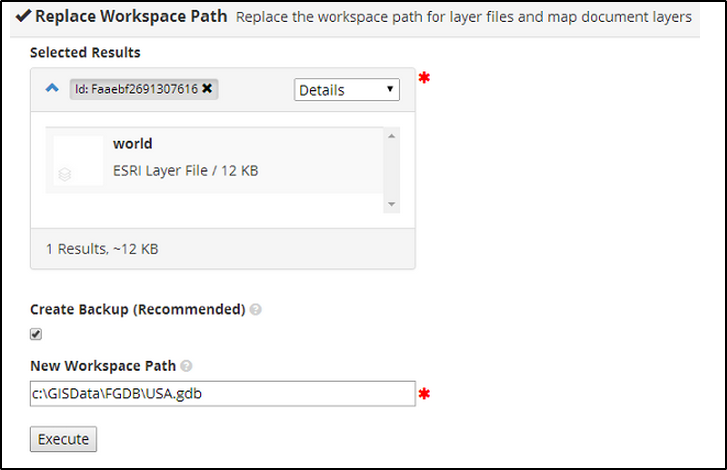 Replace Workspace Path Replace the workspace path for layer files and map document layers
Selected Results
Id: Faaebf2691307616 ✖ Details
world
ESRI Layer File / 12 KB
1 Results, ~12 KB
Create Backup (Recommended)
New Workspace Path
c:\GISData\FGDB\USA.gdb
Execute